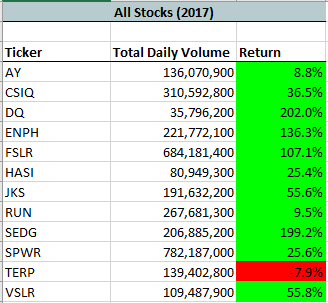 All Stocks (2017)
Ticker Total Daily Volume Return
AY 136,070,900 8.8%
CSIQ 310,592,800 36.5%
DQ 35,796,200 202.0%
ENPH 221,772,100 136.3%
FSLR 684,181,400 107.1%
HASI 80,949,300 25.4%
JKS 191,632,200 55.6%
RUN 267,681,300 9.5%
SEDG 206,885,200 199.2%
SPWR 782,187,000 25.6%
TERP 139,402,800 -7.9%
VSLR 109,487,900 55.8%